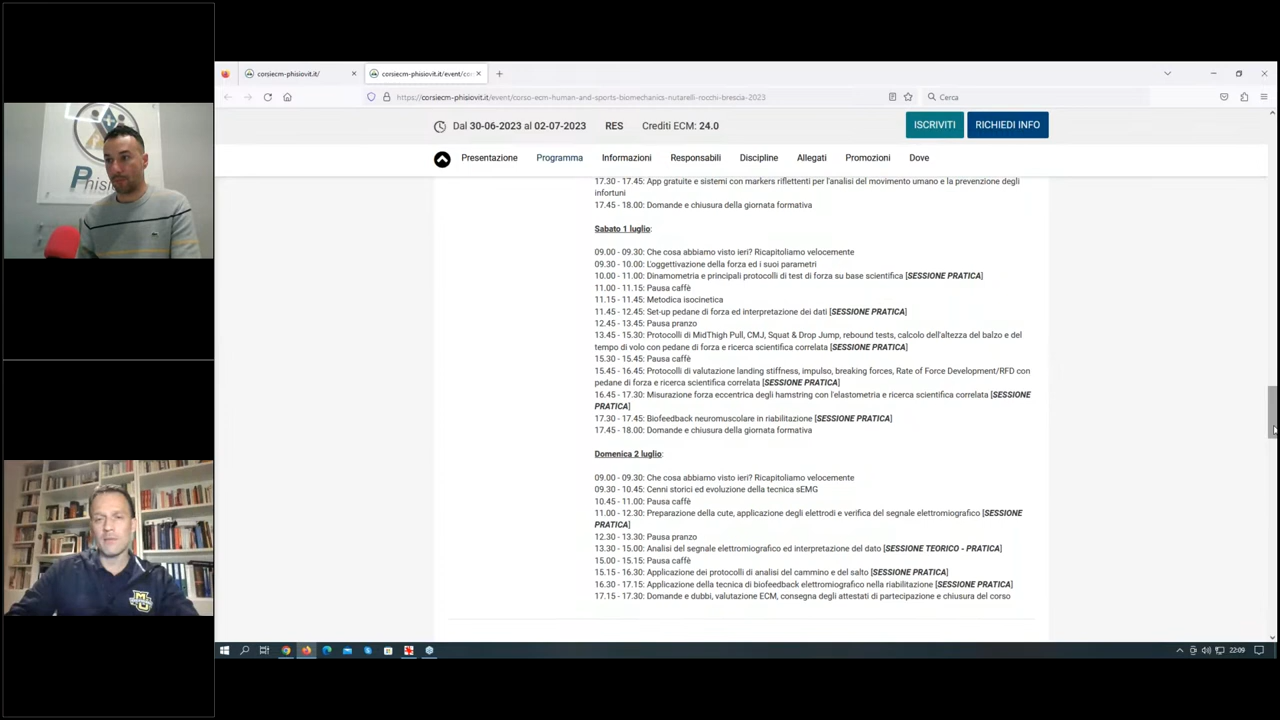 corsiecm-phisiovit.it/
corsiecm-phisiovit.it/event/co
https://corsiecm-phisiovit.it/event/corso-ecm-human-and-sports-biomechanics-nutarelli-rocchi-brescia-2023
Cerca
Dal 30-06-2023 al 02-07-2023 RES Crediti ECM: 24.0
ISCRIVITI
RICHIEDI INFO
Presentazione Programma Informazioni Responsabili Discipline Allegati Promozioni Dove
17.30 - 17.45: App gratuite e sistemi con markers riflettenti per l'analisi del movimento umano e la prevenzione degli
infortuni
17.45 - 18.00: Domande e chiusura della giornata formativa
Sabato 1 luglio:
09.00 - 09.30: Che cosa abbiamo visto ieri? Ricapitoliamo velocemente
09.30 - 10.00: L'oggettivazione della forza ed i suoi parametri
10.00 - 11.00: Dinamometria e principali protocolli di test di forza su base scientifica [SESSIONE PRATICA]
11.00 - 11.15: Pausa caffè
11.15 - 11.45: Metodica isocinetica
11.45 - 12.45: Set-up pedane di forza ed interpretazione dei dati [SESSIONE PRATICA]
12.45 - 13.45: Pausa pranzo
13.45 - 15.30: Protocolli di MidThigh Pull, CMJ, Squat & Drop Jump, rebound tests, calcolo dell'altezza del balzo e del
tempo di volo con pedane di forza e ricerca scientifica correlata [SESSIONE PRATICA]
15.30 - 15.45: Pausa caffè
15.45 - 16.45: Protocolli di valutazione landing stiffness, impulso, breaking forces, Rate of Force Development/RFD con
pedane di forza e ricerca scientifica correlata [SESSIONE PRATICA]
16.45 - 17.30: Misurazione forza eccentrica degli hamstring con l'elastometria e ricerca scientifica correlata [SESSIONE
PRATICA]
17.30 - 17.45: Biofeedback neuromuscolare in riabilitazione [SESSIONE PRATICA]
17.45 - 18.00: Domande e chiusura della giornata formativa
Domenica 2 luglio:
09.00 - 09.30: Che cosa abbiamo visto ieri? Ricapitoliamo velocemente
09.30 - 10.45: Cenni storici ed evoluzione della tecnica sEMG
10.45 - 11.00: Pausa caffè
11.00 - 12.30: Preparazione della cute, applicazione degli elettrodi e verifica del segnale elettromiografico [SESSIONE
PRATICA]
12.30 - 13.30: Pausa pranzo
13.30 - 15.00: Analisi del segnale elettromiografico ed interpretazione del dato [SESSIONE TEORICO - PRATICA]
15.00 - 15.15: Pausa caffè
15.15 - 16.30: Applicazione dei protocolli di analisi del cammino e del salto [SESSIONE PRATICA]
16.30 - 17.15: Applicazione della tecnica di biofeedback elettromiografico nella riabilitazione [SESSIONE PRATICA]
17.15 - 17.30: Domande e dubbi, valutazione ECM, consegna degli attestati di partecipazione e chiusura del corso
22:09